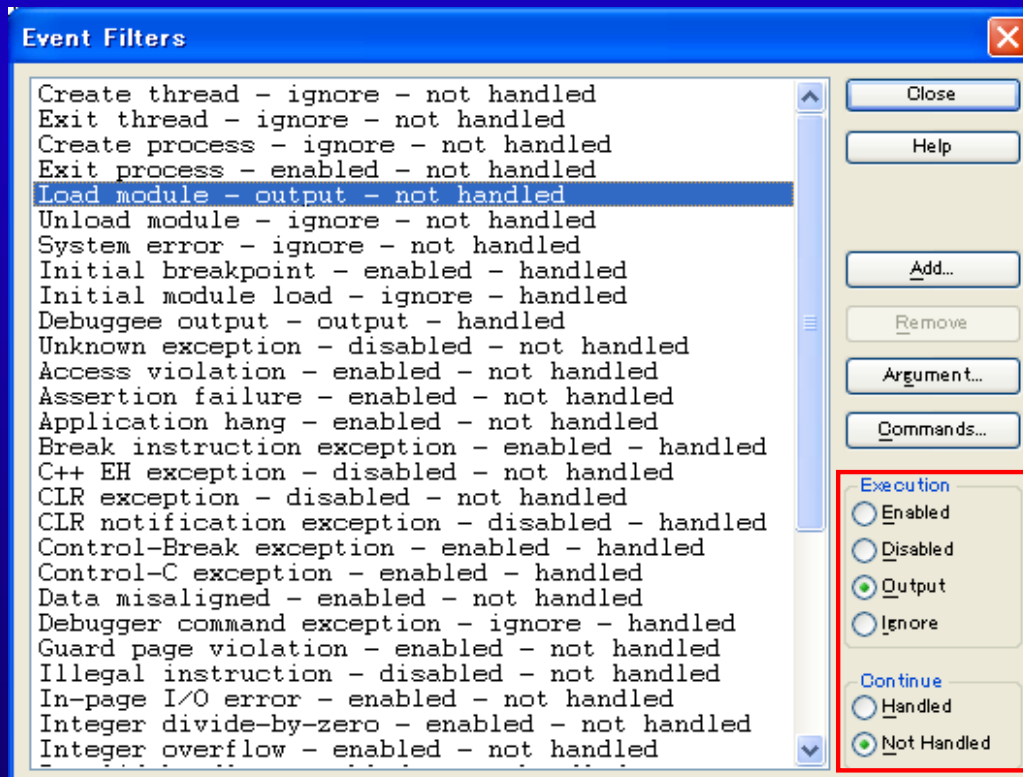 Event Filters
Create thread - ignore - not handled
Exit thread - ignore - not handled
Create process - ignore - not handled
Exit process - enabled - not handled
Load module - output - not handled
Unload module - ignore - not handled
System error - ignore - not handled
Initial breakpoint - enabled - handled
Initial module load - ignore - handled
Debuggee output - output - handled
Unknown exception - disabled - not handled
Access violation - enabled - not handled
Assertion failure - enabled - not handled
Application hang - enabled - not handled
Break instruction exception - enabled - handled
C++ EH exception - disabled - not handled
CLR exception - disabled - not handled
CLR notification exception - disabled - handled
Control-Break exception - enabled - handled
Control-C exception - enabled - handled
Data misaligned - enabled - not handled
Debugger command exception - ignore - handled
Guard page violation - enabled - not handled
Illegal instruction - disabled - not handled
In-page I/O error - enabled - not handled
Integer divide-by-zero - enabled - not handled
Integer overflow - enabled - not handled
Close
Help
Add...
Remove
Argument...
Commands...
Execution
Enabled
Disabled
Output
Ignore
Continue
Handled
Not Handled